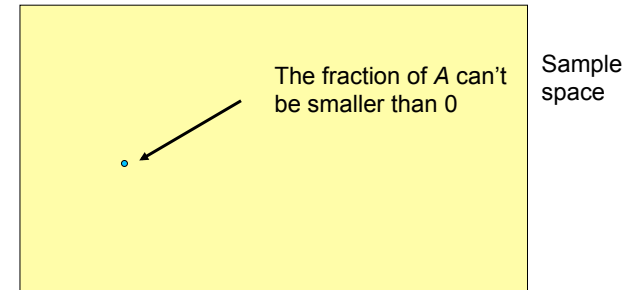 The fraction of A can’t
be smaller than 0
Sample
space